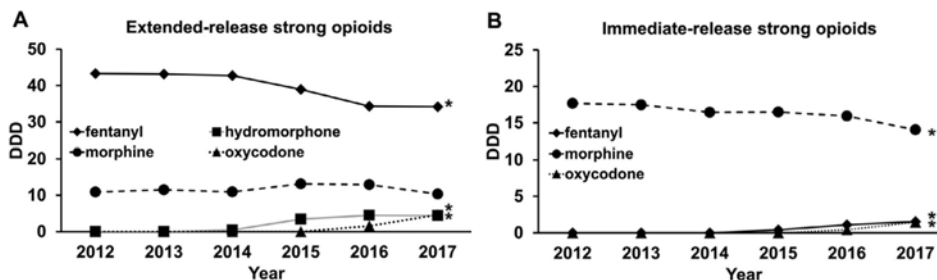 A
Extended-release strong opioids
50
40
30
20
10
0
DDD
fentanyl
hydromorphone
morphine
oxycodone
*
*
*
2012 2013 2014 2015 2016 2017
Year
B
Immediate-release strong opioids
25
20
15
10
5
0
DDD
fentanyl
morphine
oxycodone
*
*
*
2012 2013 2014 2015 2016 2017
Year